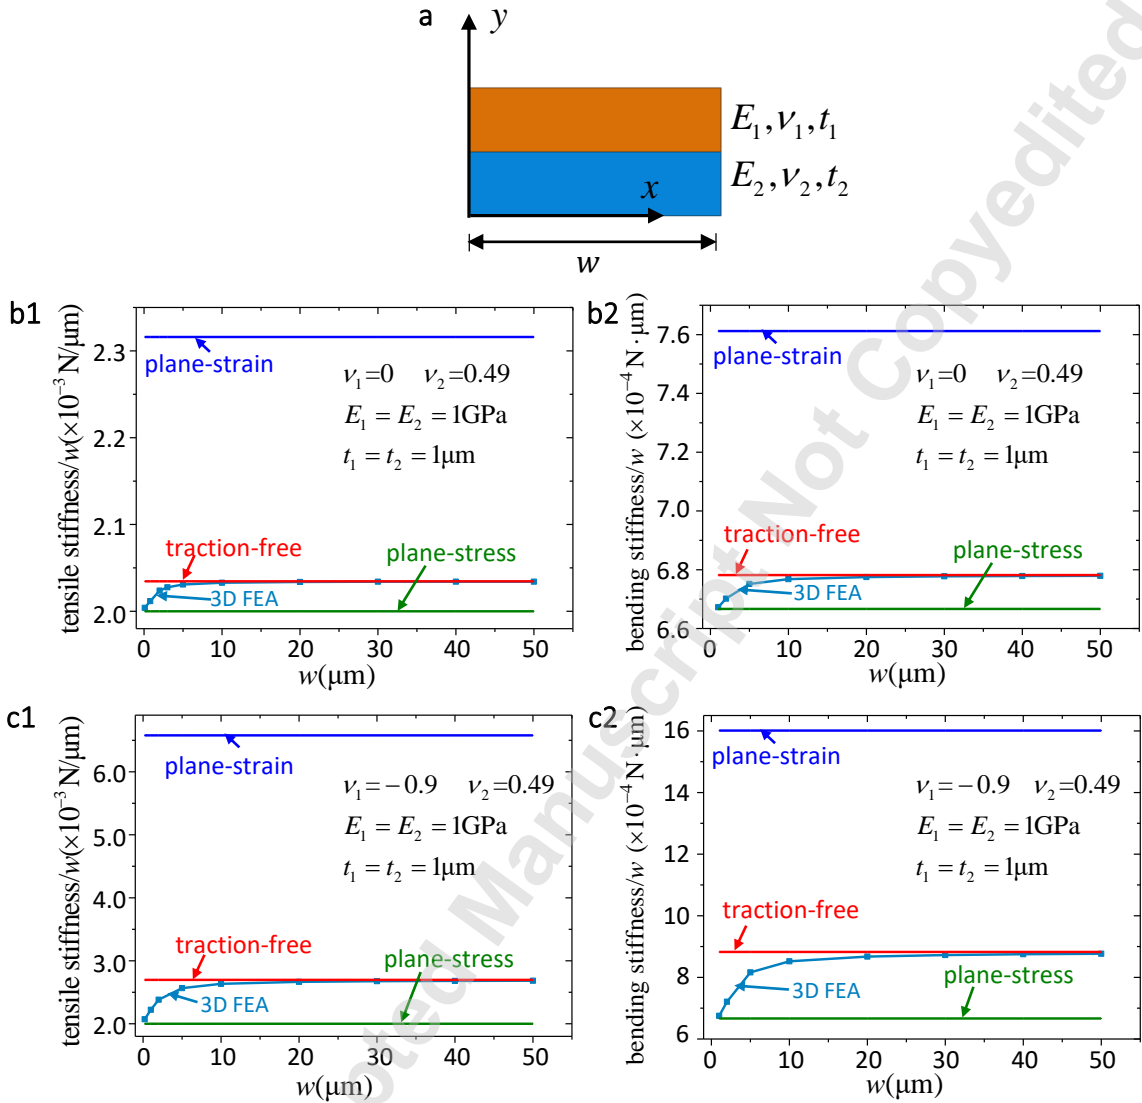 a
y
E₁, ν₁, t₁
E₂, ν₂, t₂
x
w
b1
tensile stiffness/w(×10⁻³ N/μm)
2.3
2.2
2.1
2.0
plane-strain
ν₁=0 ν₂=0.49
E₁ = E₂ = 1GPa
t₁ = t₂ = 1μm
traction-free
plane-stress
3D FEA
0 10 20 30 40 50
w(μm)
b2
bending stiffness/w (×10⁻⁴ N·μm)
7.6
7.4
7.2
7.0
6.8
6.6
plane-strain
ν₁=0 ν₂=0.49
E₁ = E₂ = 1GPa
t₁ = t₂ = 1μm
traction-free
plane-stress
3D FEA
0 10 20 30 40 50
w(μm)
c1
tensile stiffness/w(×10⁻³ N/μm)
6.0
5.0
4.0
3.0
2.0
plane-strain
ν₁=−0.9 ν₂=0.49
E₁ = E₂ = 1GPa
t₁ = t₂ = 1μm
traction-free
plane-stress
3D FEA
0 10 20 30 40 50
w(μm)
c2
bending stiffness/w (×10⁻⁴ N·μm)
16
14
12
10
8
6
plane-strain
ν₁=−0.9 ν₂=0.49
E₁ = E₂ = 1GPa
t₁ = t₂ = 1μm
traction-free
plane-stress
3D FEA
0 10 20 30 40 50
w(μm)
oted Manuscript Not Copyedited